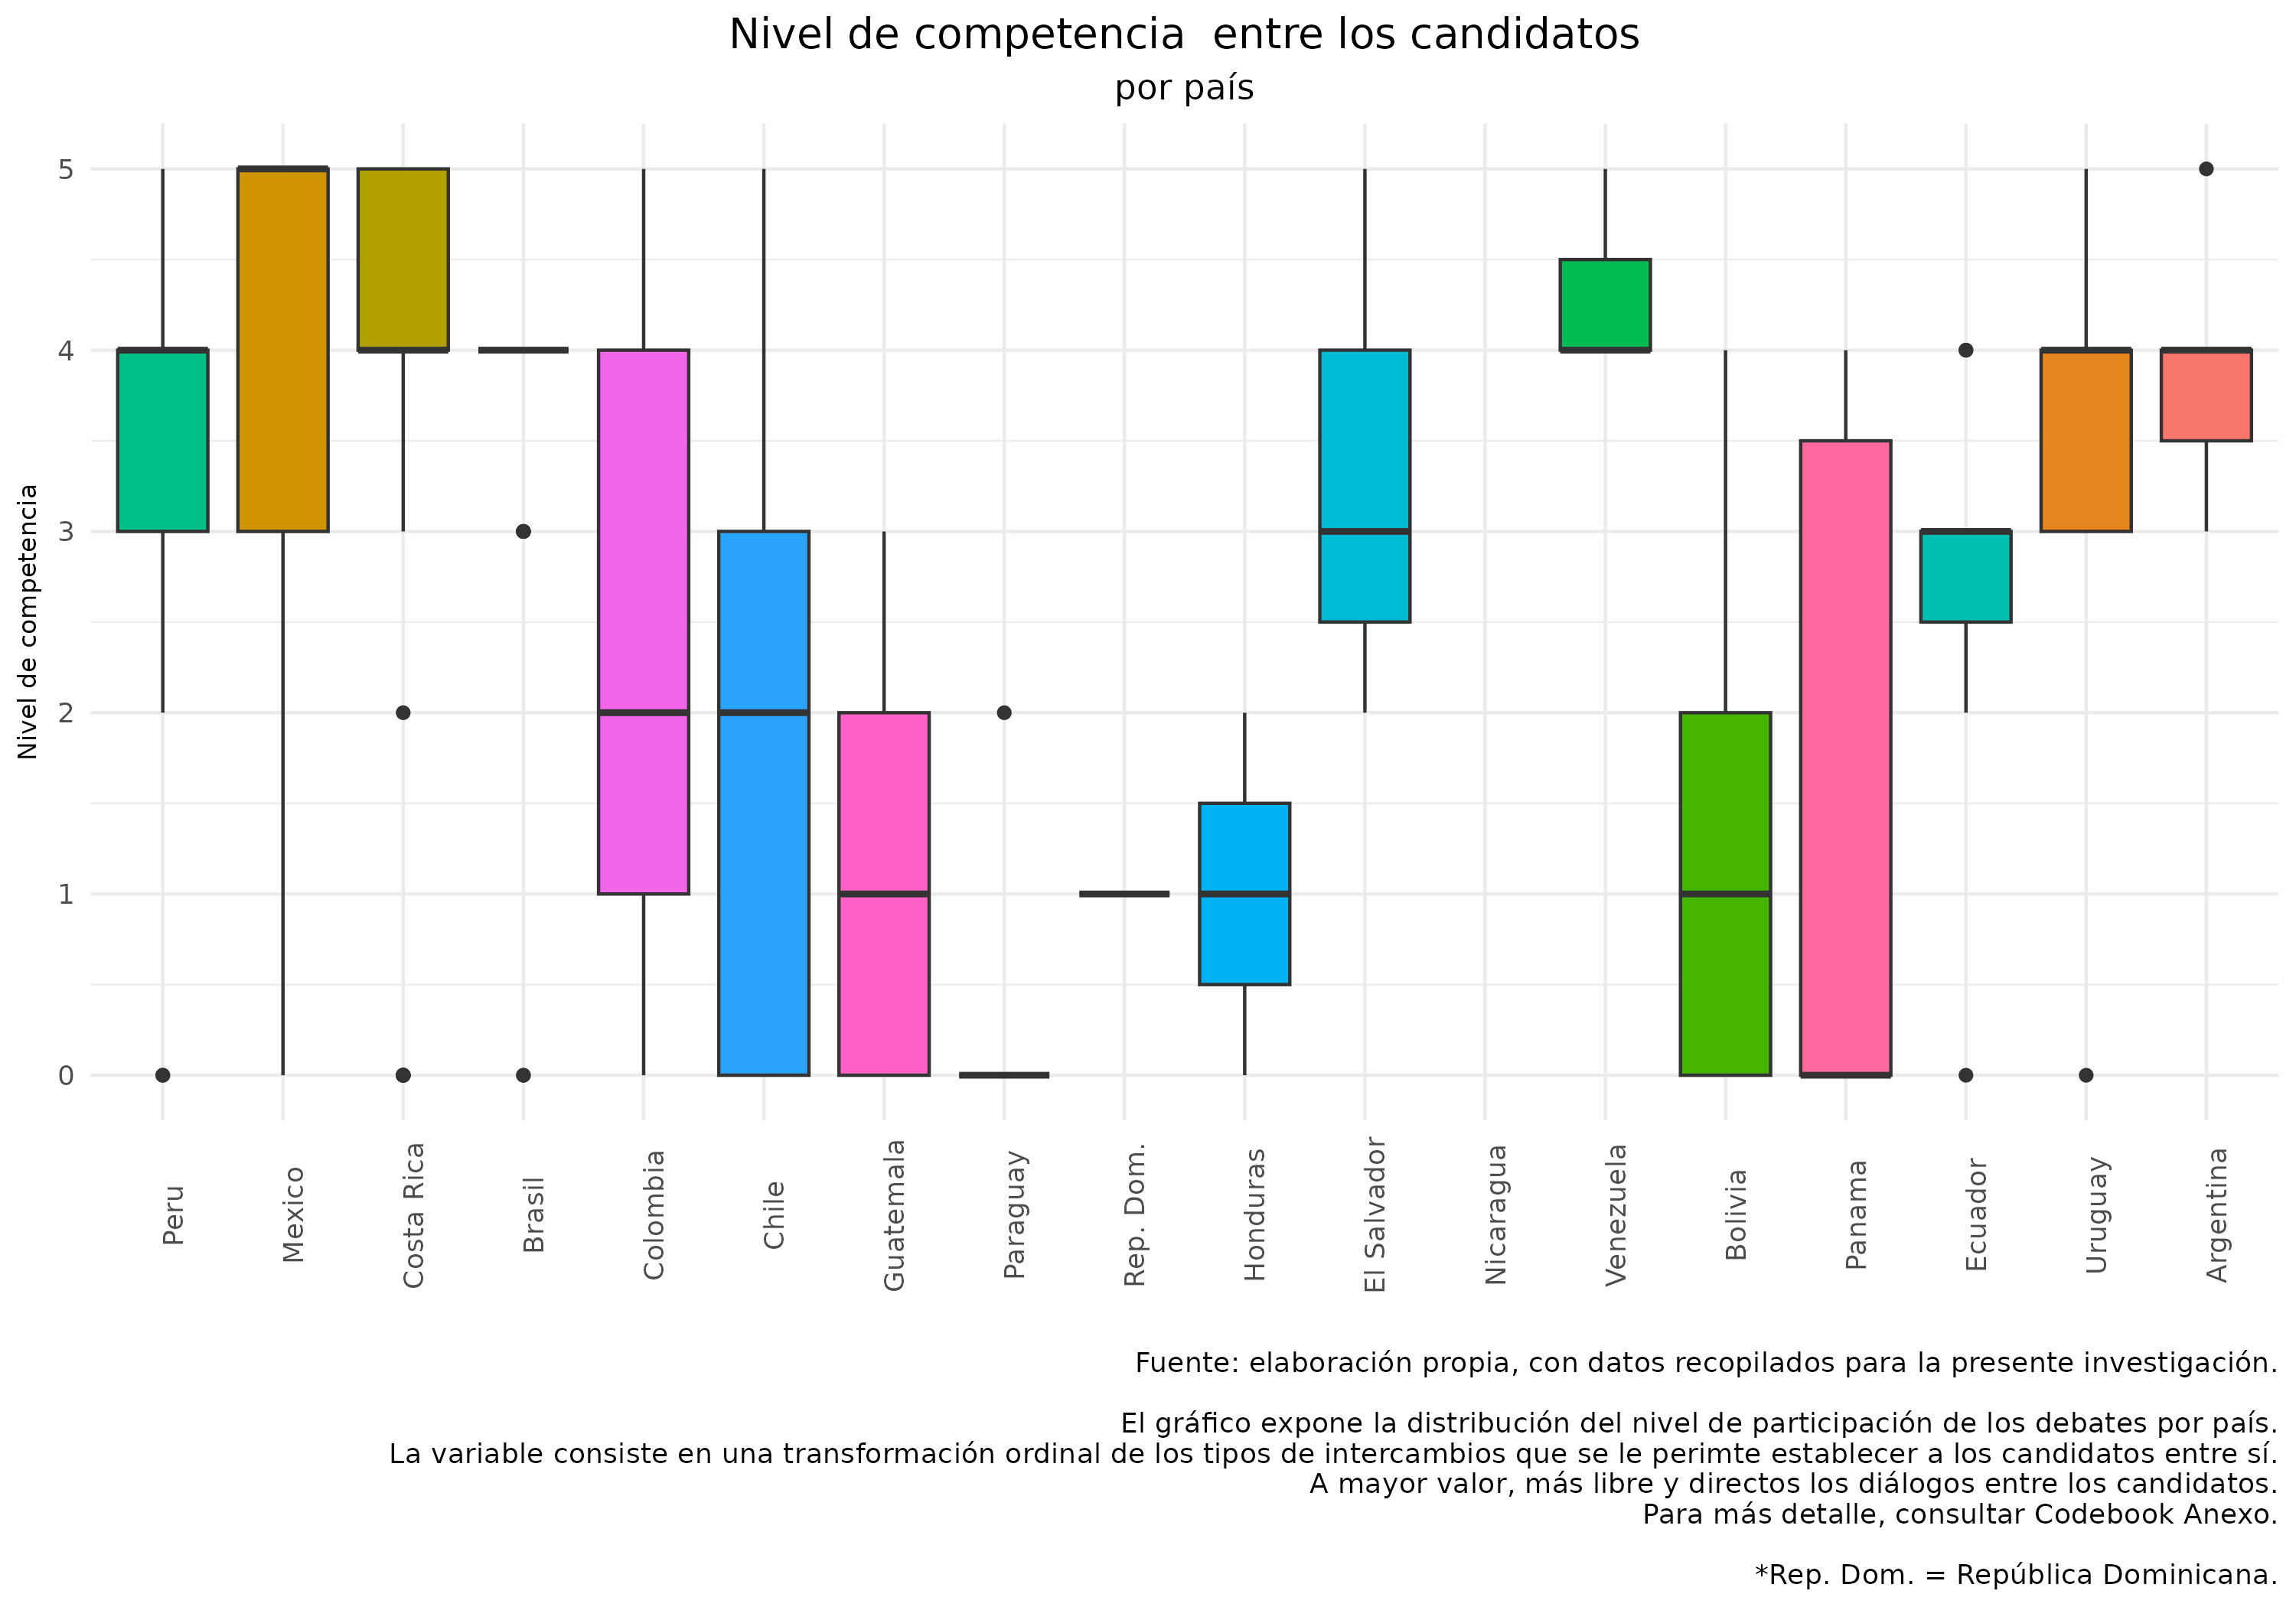 Nivel de competencia  entre los candidatos
por país
Nivel de competencia
5
4
3
2
1
0
Peru
Mexico
Costa Rica
Brasil
Colombia
Chile
Guatemala
Paraguay
Rep. Dom.
Honduras
El Salvador
Nicaragua
Venezuela
Bolivia
Panama
Ecuador
Uruguay
Argentina
Fuente: elaboración propia, con datos recopilados para la presente investigación.
El gráfico expone la distribución del nivel de participación de los debates por país.
La variable consiste en una transformación ordinal de los tipos de intercambios que se le perimte establecer a los candidatos entre sí.
A mayor valor, más libre y directos los diálogos entre los candidatos.
Para más detalle, consultar Codebook Anexo.
*Rep. Dom. = República Dominicana.